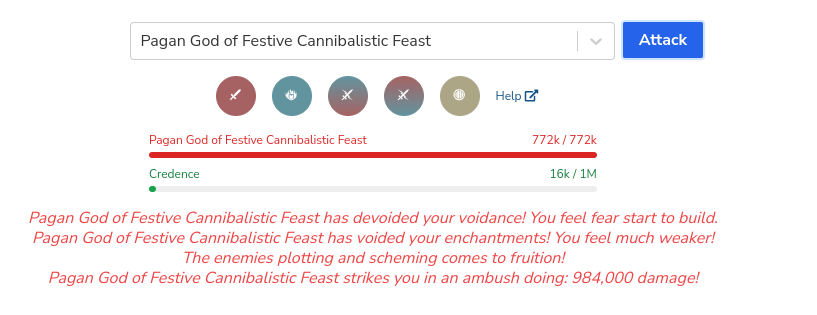 Pagan God of Festive Cannibalistic Feast
Attack
Help
Pagan God of Festive Cannibalistic Feast 772k / 772k
Credence 16k / 1M
Pagan God of Festive Cannibalistic Feast has devoided your voidance! You feel fear start to build.
Pagan God of Festive Cannibalistic Feast has voided your enchantments! You feel much weaker!
The enemies plotting and scheming comes to fruition!
Pagan God of Festive Cannibalistic Feast strikes you in an ambush doing: 984,000 damage!